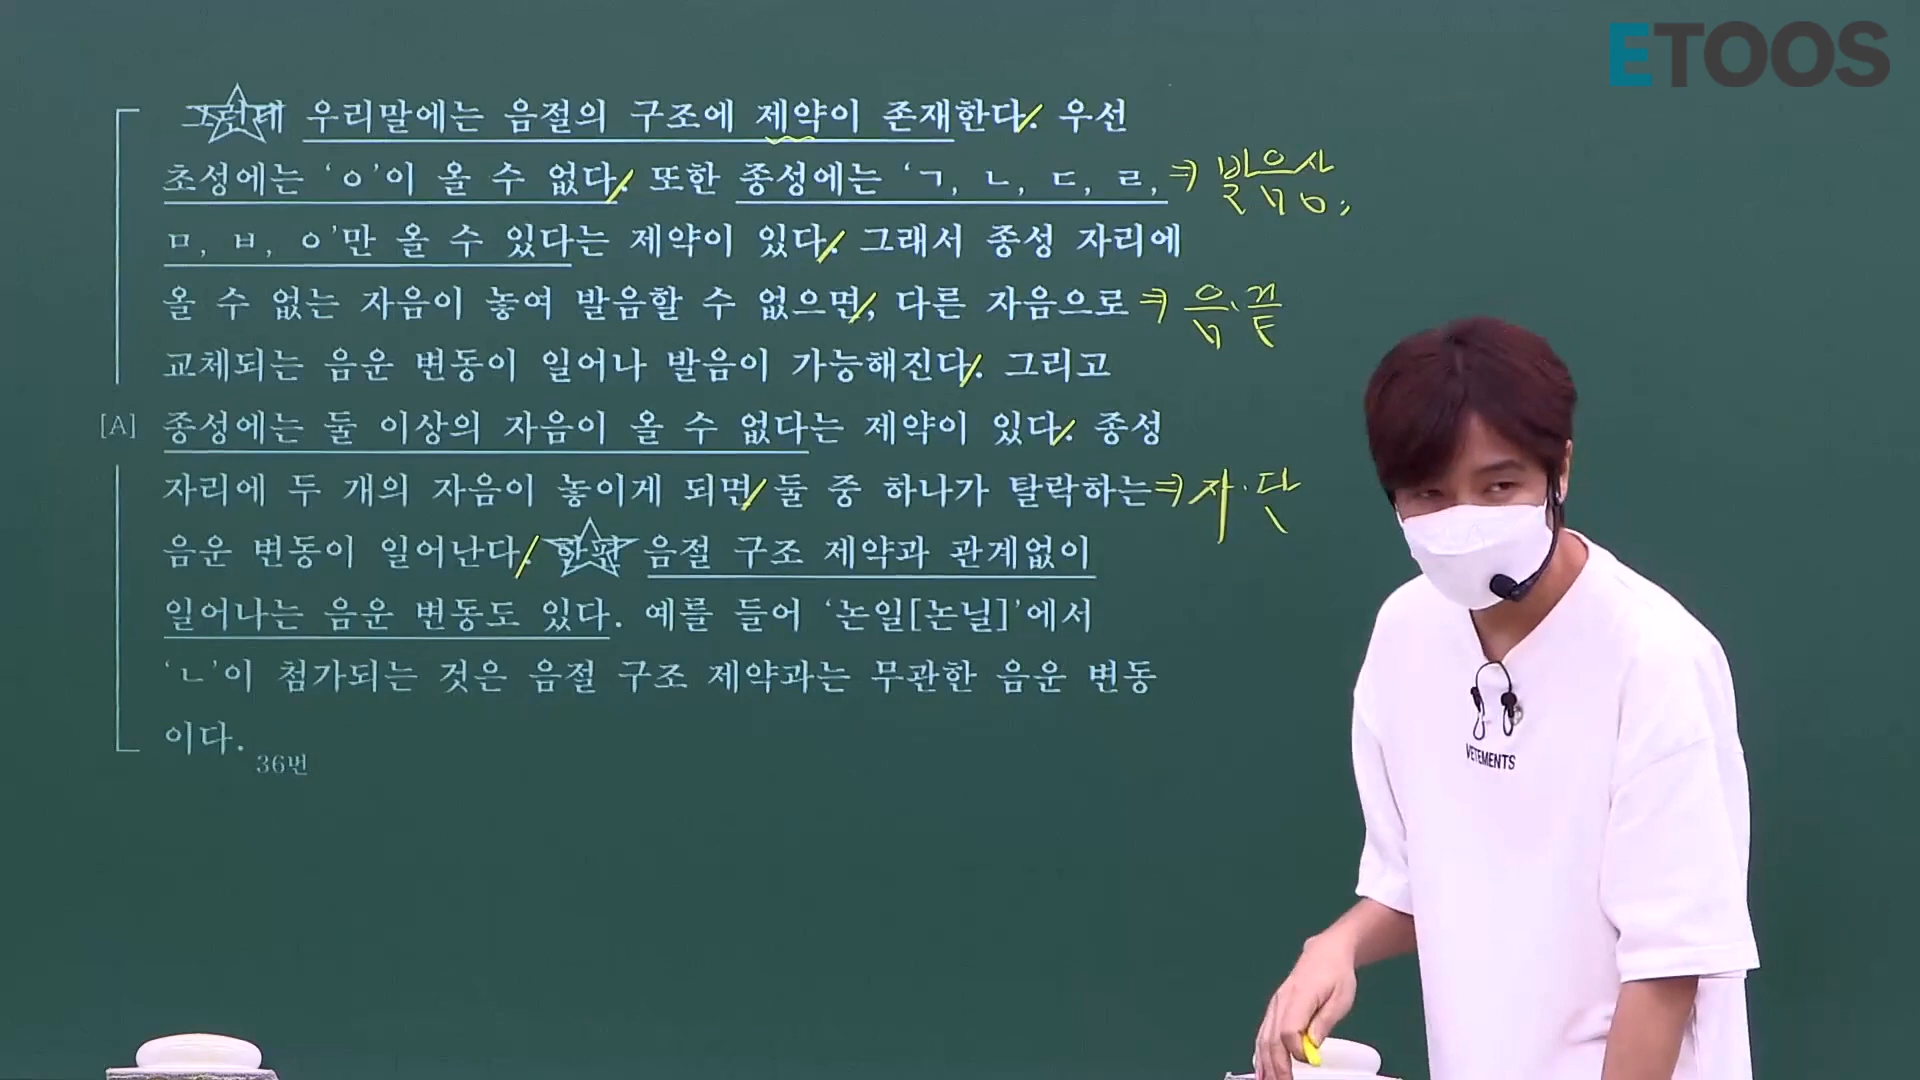 ETOOS
그런데 우리말에는 음절의 구조에 제약이 존재한다. 우선
초성에는 ‘ㅇ’이 올 수 없다. 또한 종성에는 ‘ㄱ, ㄴ, ㄷ, ㄹ, ⇒ 발음상
ㅁ, ㅂ, ㅇ’만 올 수 있다는 제약이 있다. 그래서 종성 자리에
올 수 없는 자음이 놓여 발음할 수 없으면, 다른 자음으로 ⇒ 음.끝
교체되는 음운 변동이 일어나 발음이 가능해진다. 그리고
[A] 종성에는 둘 이상의 자음이 올 수 없다는 제약이 있다. 종성
자리에 두 개의 자음이 놓이게 되면 둘 중 하나가 탈락하는 ⇒ 자.단
음운 변동이 일어난다. 한편 음절 구조 제약과 관계없이
일어나는 음운 변동도 있다. 예를 들어 ‘논일[논닐]’에서
‘ㄴ’이 첨가되는 것은 음절 구조 제약과는 무관한 음운 변동
이다.
36번
VETEMENTS